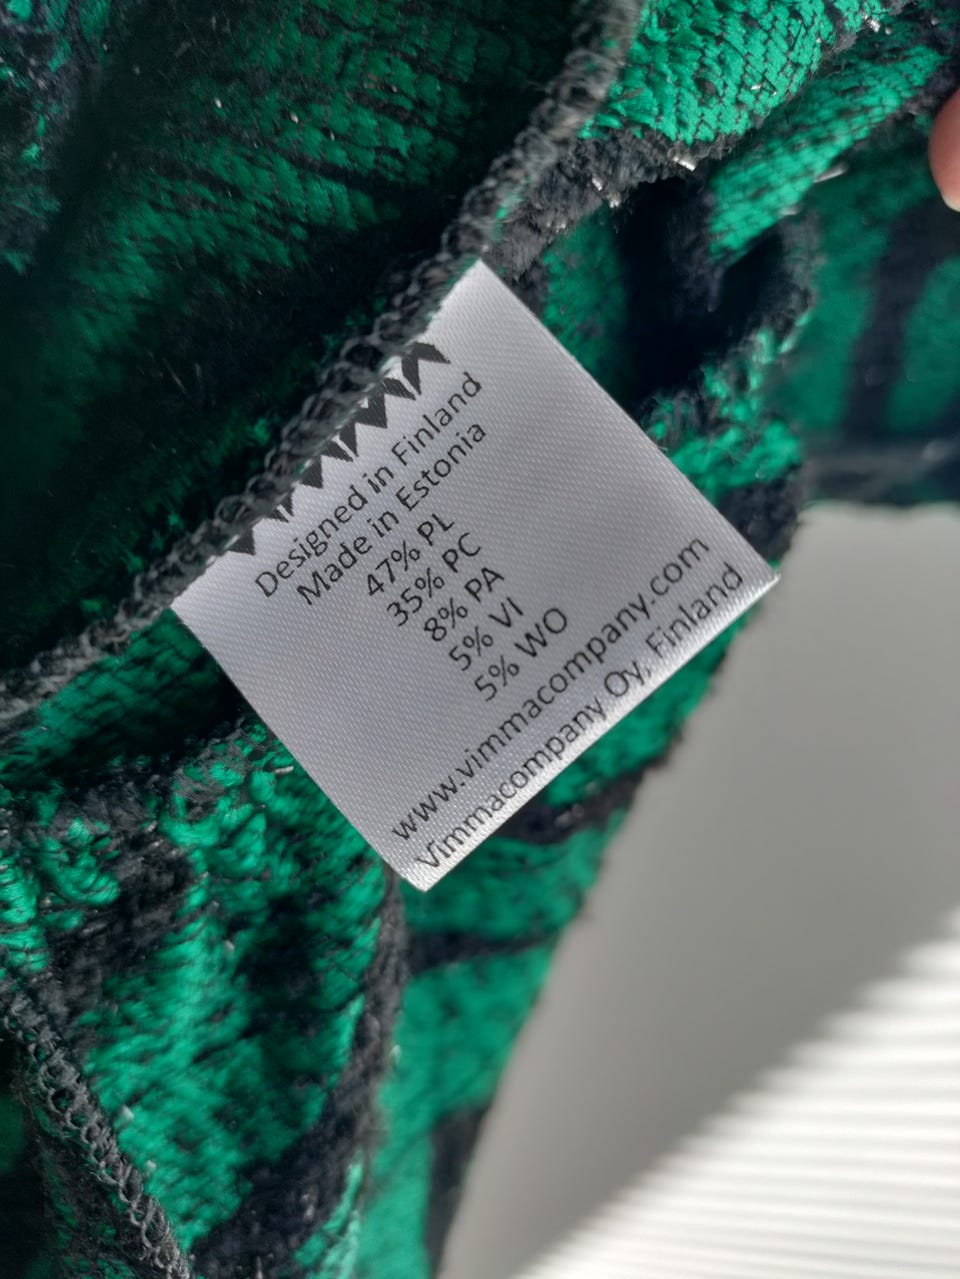 Designed in Finland
Made in Estonia
47% PL
35% PC
8% PA
5% VI
5% WO
www.vimmacompany.com
Vimmacompany Oy, Finland